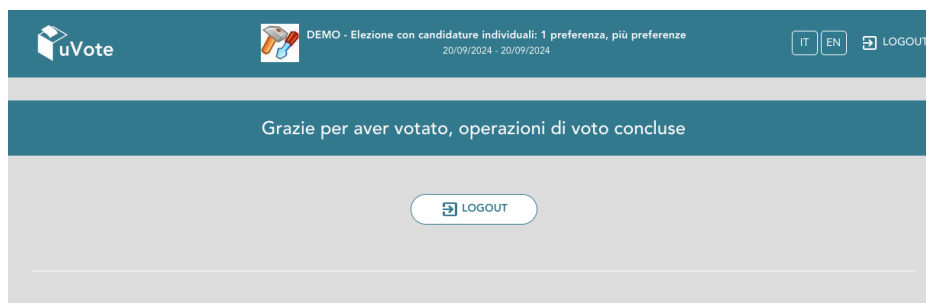 uVote
DEMO - Elezione con candidature individuali: 1 preferenza, più preferenze
20/09/2024 - 20/09/2024
IT EN LOGOUT
Grazie per aver votato, operazioni di voto concluse
LOGOUT